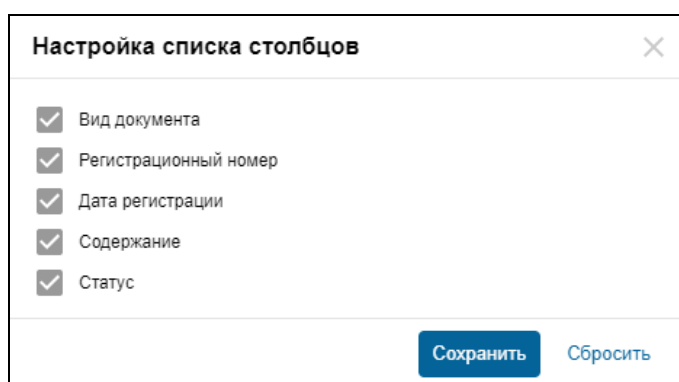 Настройка списка столбцов
Вид документа
Регистрационный номер
Дата регистрации
Содержание
Статус
Сохранить Сбросить